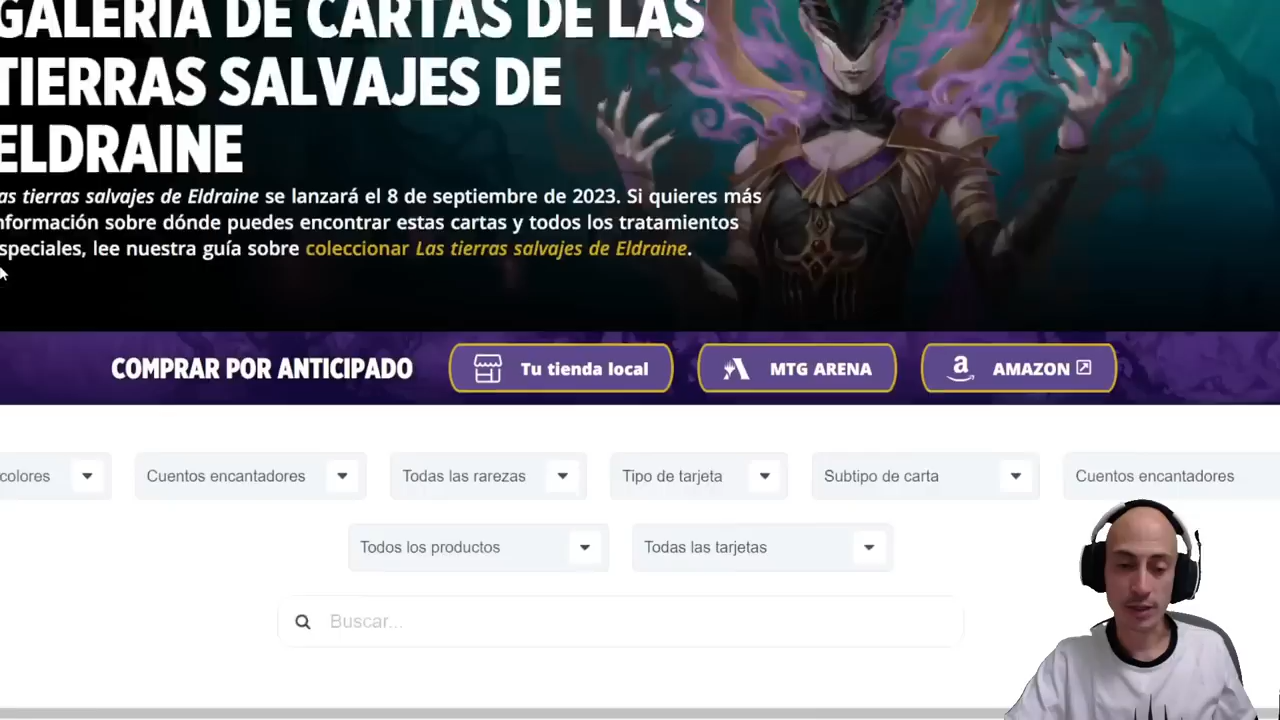 GALERÍA DE CARTAS DE LAS
TIERRAS SALVAJES DE
ELDRAINE
as tierras salvajes de Eldraine se lanzará el 8 de septiembre de 2023. Si quieres más
nformación sobre dónde puedes encontrar estas cartas y todos los tratamientos
speciales, lee nuestra guía sobre coleccionar Las tierras salvajes de Eldraine.
COMPRAR POR ANTICIPADO
Tu tienda local
MTG ARENA
a AMAZON
colores
Cuentos encantadores
Todas las rarezas
Tipo de tarjeta
Subtipo de carta
Cuentos encantadores
Todos los productos
Todas las tarjetas
Buscar...